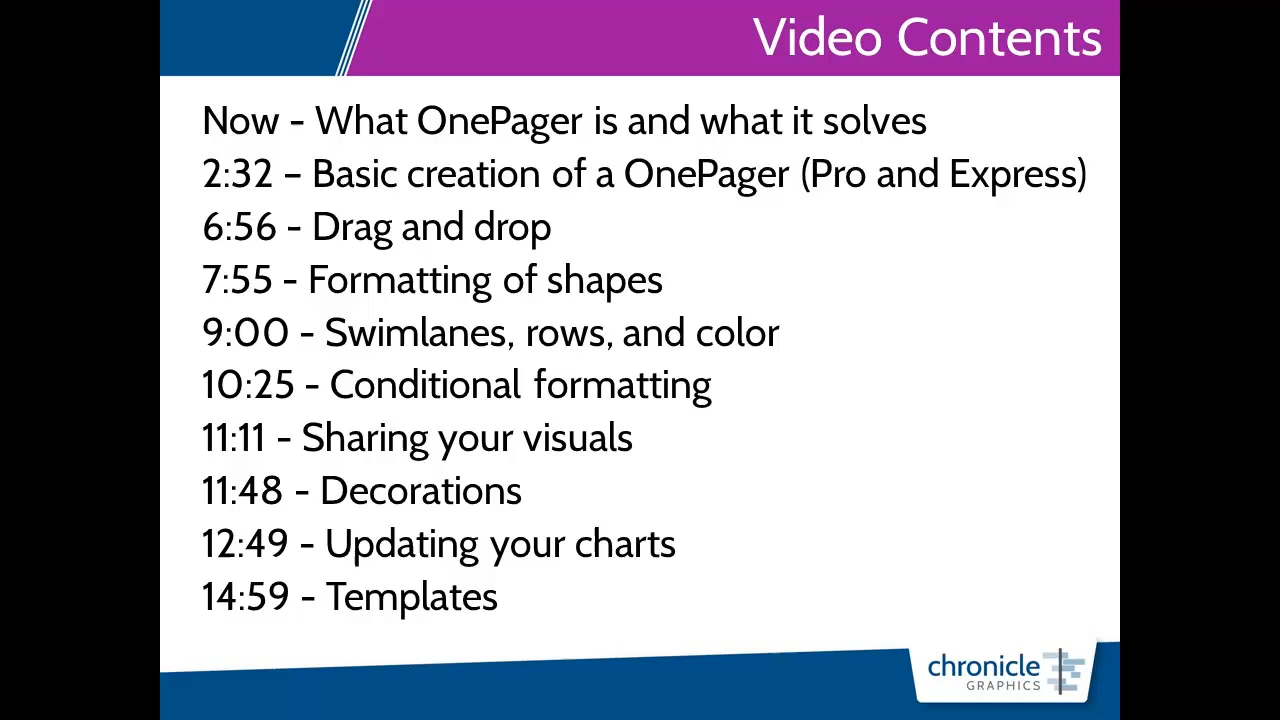 Video Contents
Now - What OnePager is and what it solves
2:32 – Basic creation of a OnePager (Pro and Express)
6:56 - Drag and drop
7:55 - Formatting of shapes
9:00 - Swimlanes, rows, and color
10:25 - Conditional formatting
11:11 - Sharing your visuals
11:48 - Decorations
12:49 - Updating your charts
14:59 - Templates
chronicle
GRAPHICS